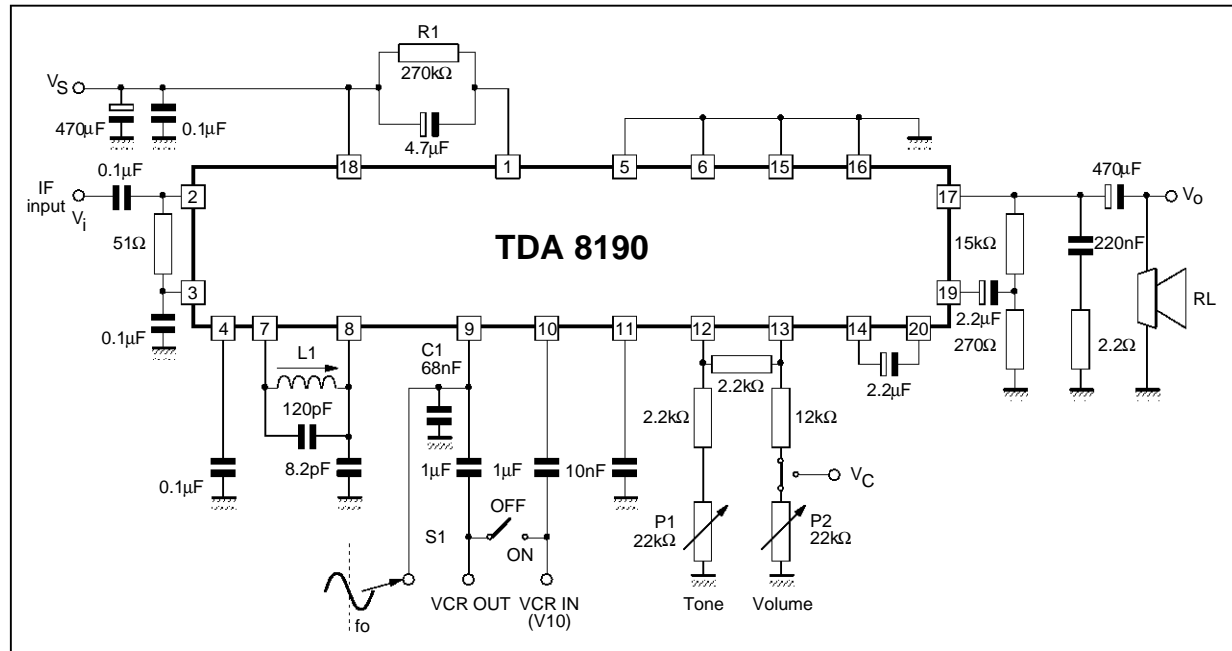 R1
270kΩ
4.7µF
VS
470µF
0.1µF
18
1
5
6
15
16
0.1µF
IF
input
Vi
2
51Ω
3
0.1µF
TDA 8190
17
470µF
Vo
15kΩ
220nF
RL
19
2.2µF
270Ω
2.2Ω
4
7
8
9
10
11
12
13
14
20
L1
120pF
8.2pF
0.1µF
C1
68nF
1µF
1µF
10nF
2.2kΩ
2.2kΩ
12kΩ
2.2µF
VC
OFF
S1
ON
P1
22kΩ
P2
22kΩ
fo
VCR OUT
VCR IN
(V10)
Tone
Volume